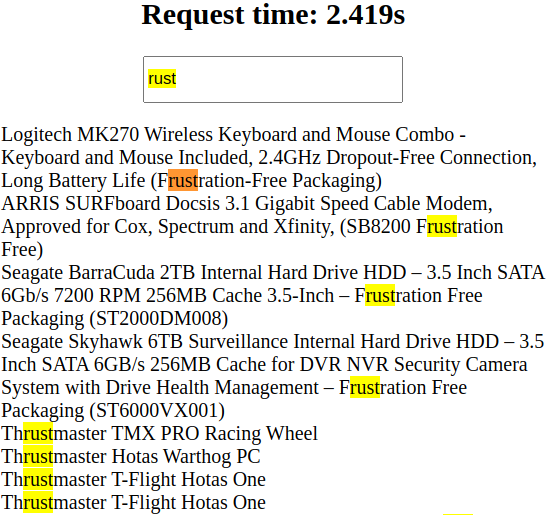 Request time: 2.419s
rust
Logitech MK270 Wireless Keyboard and Mouse Combo -
Keyboard and Mouse Included, 2.4GHz Dropout-Free Connection,
Long Battery Life (Frustration-Free Packaging)
ARRIS SURFboard Docsis 3.1 Gigabit Speed Cable Modem,
Approved for Cox, Spectrum and Xfinity, (SB8200 Frustration
Free)
Seagate BarraCuda 2TB Internal Hard Drive HDD – 3.5 Inch SATA
6Gb/s 7200 RPM 256MB Cache 3.5-Inch – Frustration Free
Packaging (ST2000DM008)
Seagate Skyhawk 6TB Surveillance Internal Hard Drive HDD – 3.5
Inch SATA 6GB/s 256MB Cache for DVR NVR Security Camera
System with Drive Health Management – Frustration Free
Packaging (ST6000VX001)
Thrustmaster TMX PRO Racing Wheel
Thrustmaster Hotas Warthog PC
Thrustmaster T-Flight Hotas One
Thrustmaster T-Flight Hotas One